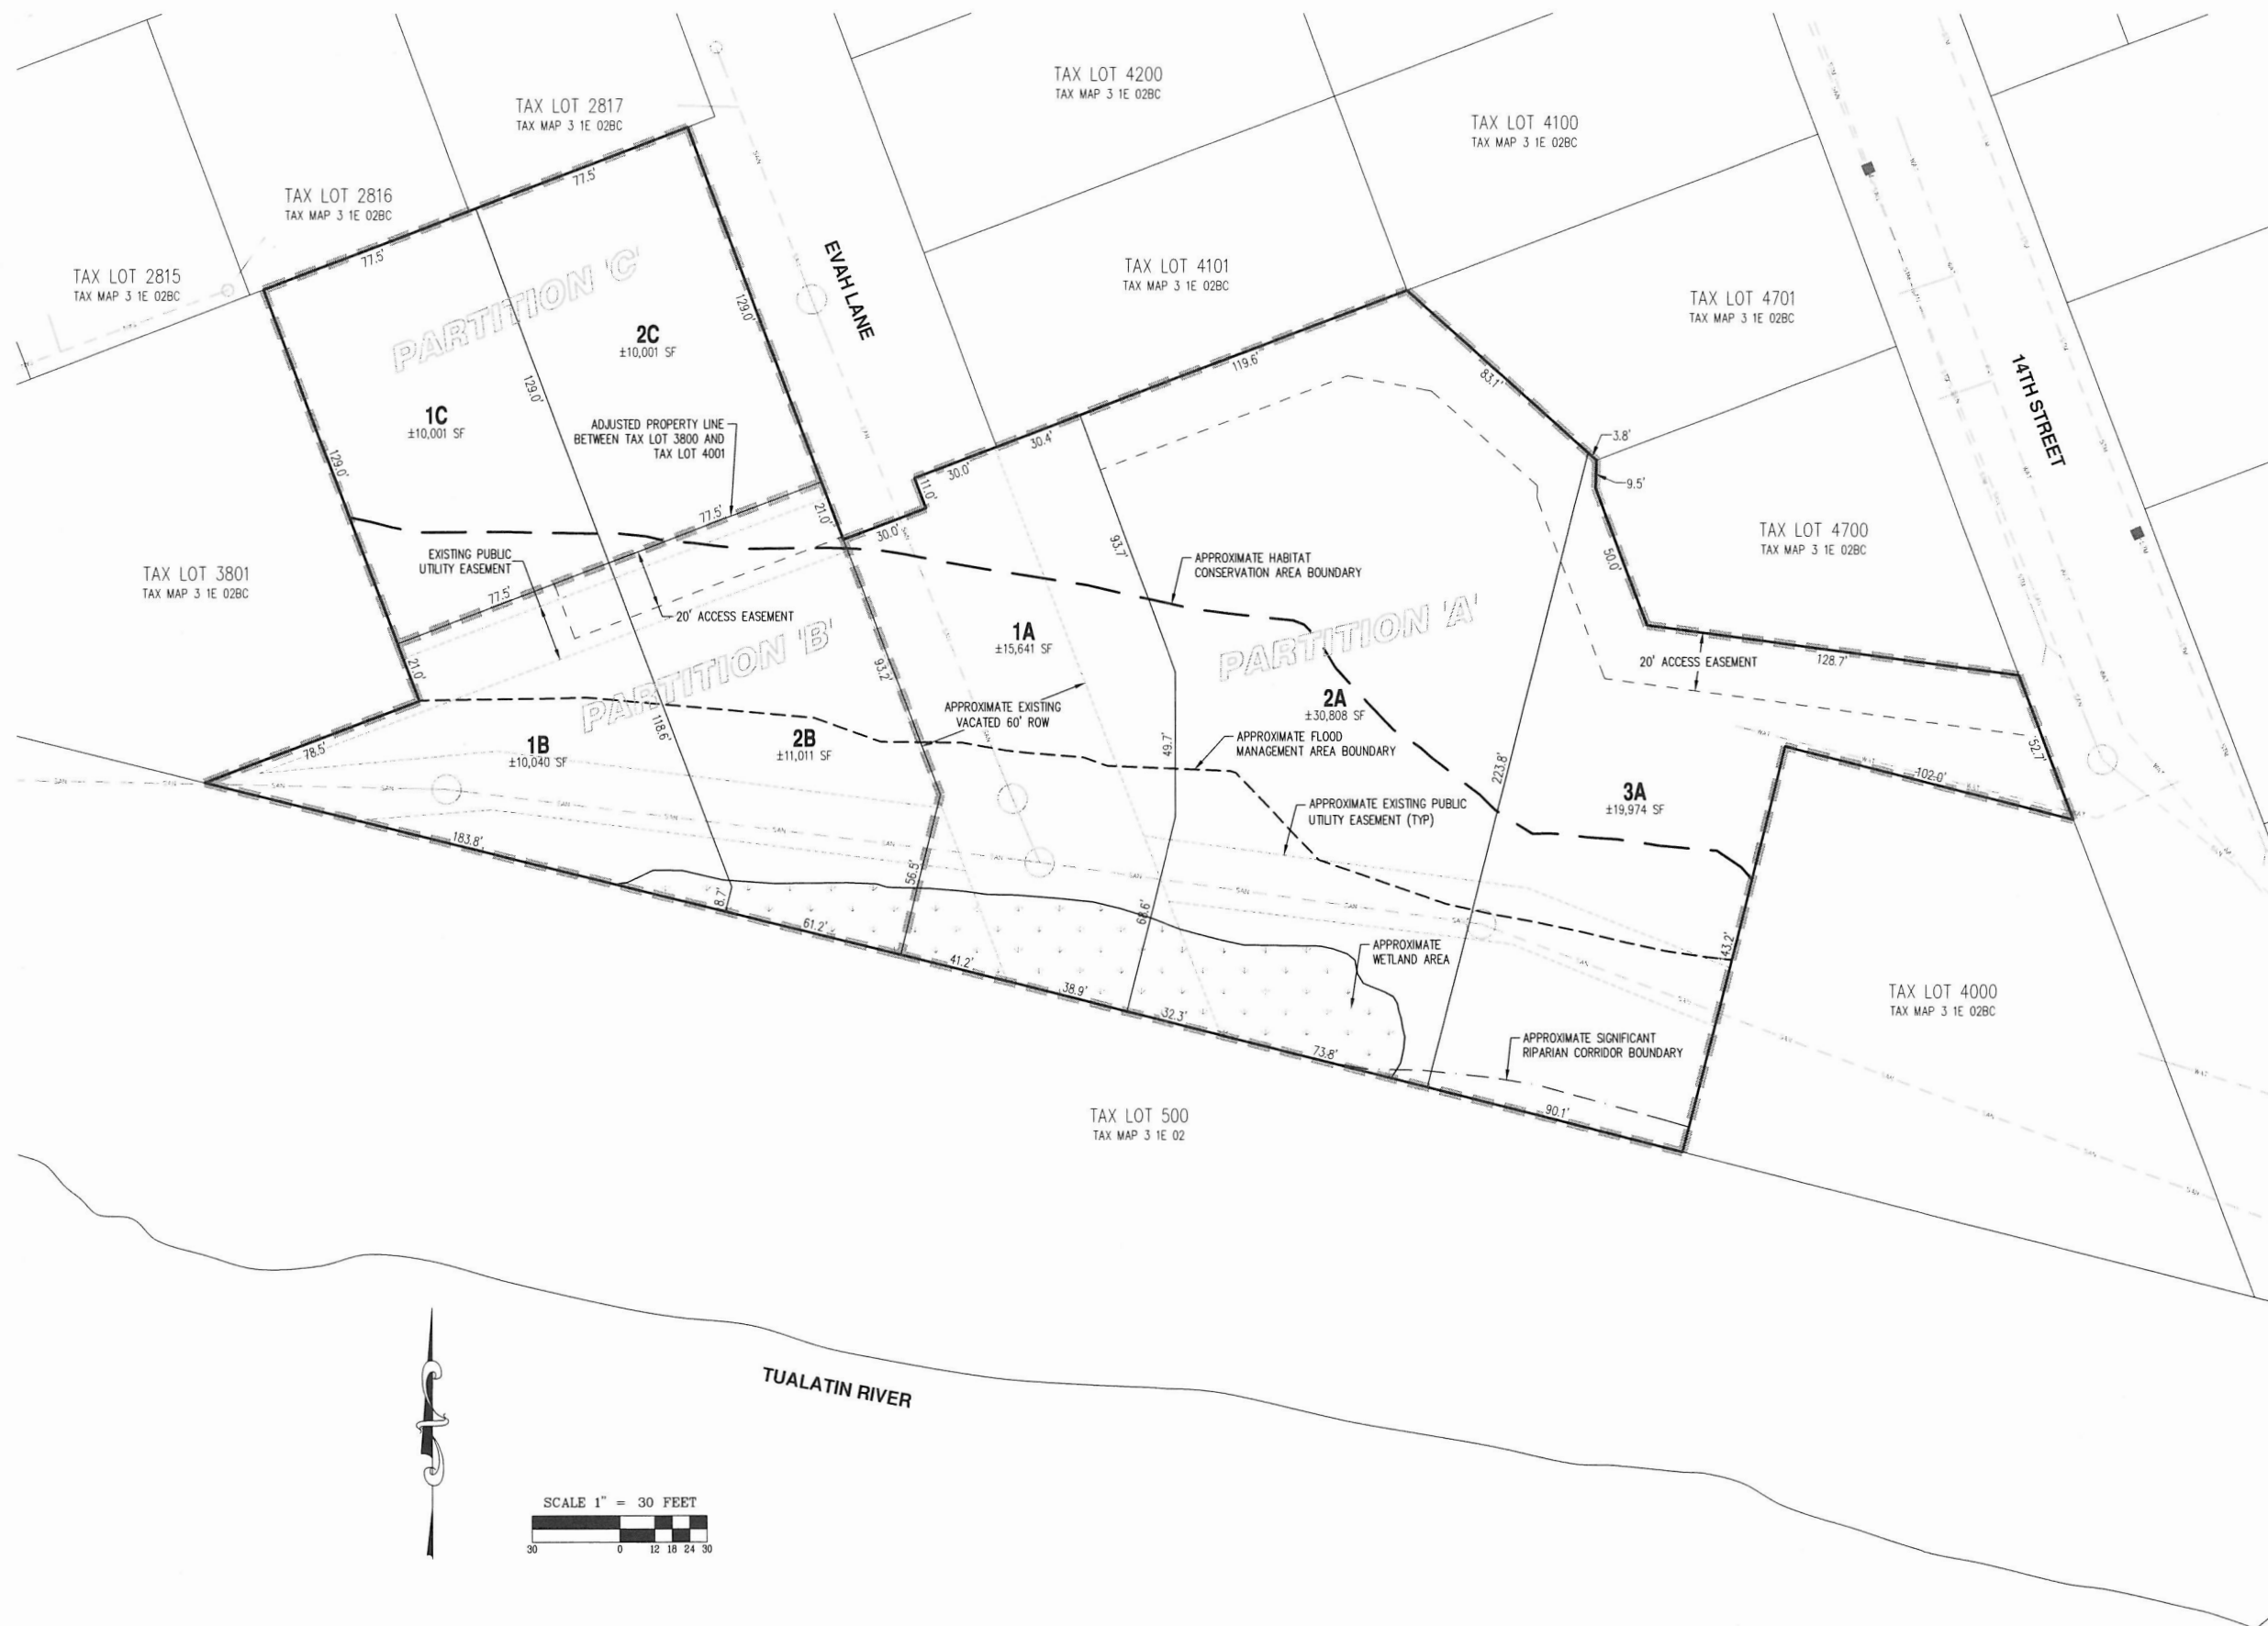 TAX LOT 4200
TAX MAP 3 1E 02BC
TAX LOT 2817
TAX MAP 3 1E 02BC
TAX LOT 4100
TAX MAP 3 1E 02BC
TAX LOT 2816
TAX MAP 3 1E 02BC
TAX LOT 2815
TAX MAP 3 1E 02BC
TAX LOT 4101
TAX MAP 3 1E 02BC
TAX LOT 4701
TAX MAP 3 1E 02BC
EVAH LANE
14TH STREET
77.5'
77.5'
PARTITION 'C'
2C
±10,001 SF
1C
±10,001 SF
129.0'
129.0'
129.0'
ADJUSTED PROPERTY LINE
BETWEEN TAX LOT 3800 AND
TAX LOT 4001
119.6'
83.1'
30.4'
30.0'
11.0'
30.0'
3.8'
9.5'
50.0'
77.5'
21.0'
TAX LOT 4700
TAX MAP 3 1E 02BC
TAX LOT 3801
TAX MAP 3 1E 02BC
EXISTING PUBLIC
UTILITY EASEMENT
77.5'
20' ACCESS EASEMENT
93.7'
APPROXIMATE HABITAT
CONSERVATION AREA BOUNDARY
PARTITION 'B'
PARTITION 'A'
1A
±15,641 SF
93.2'
21.0'
20' ACCESS EASEMENT
128.7'
52.7'
102.0'
2A
±30,808 SF
APPROXIMATE EXISTING
VACATED 60' ROW
APPROXIMATE FLOOD
MANAGEMENT AREA BOUNDARY
118.6'
1B
±10,040 SF
2B
±11,011 SF
78.5'
49.7'
223.8'
3A
±19,974 SF
APPROXIMATE EXISTING PUBLIC
UTILITY EASEMENT (TYP)
183.8'
56.5'
8.7'
61.2'
68.6'
41.2'
38.9'
32.3'
73.8'
90.1'
43.2'
APPROXIMATE
WETLAND AREA
APPROXIMATE SIGNIFICANT
RIPARIAN CORRIDOR BOUNDARY
TAX LOT 4000
TAX MAP 3 1E 02BC
TAX LOT 500
TAX MAP 3 1E 02
TUALATIN RIVER
SCALE 1" = 30 FEET
30 0 12 18 24 30